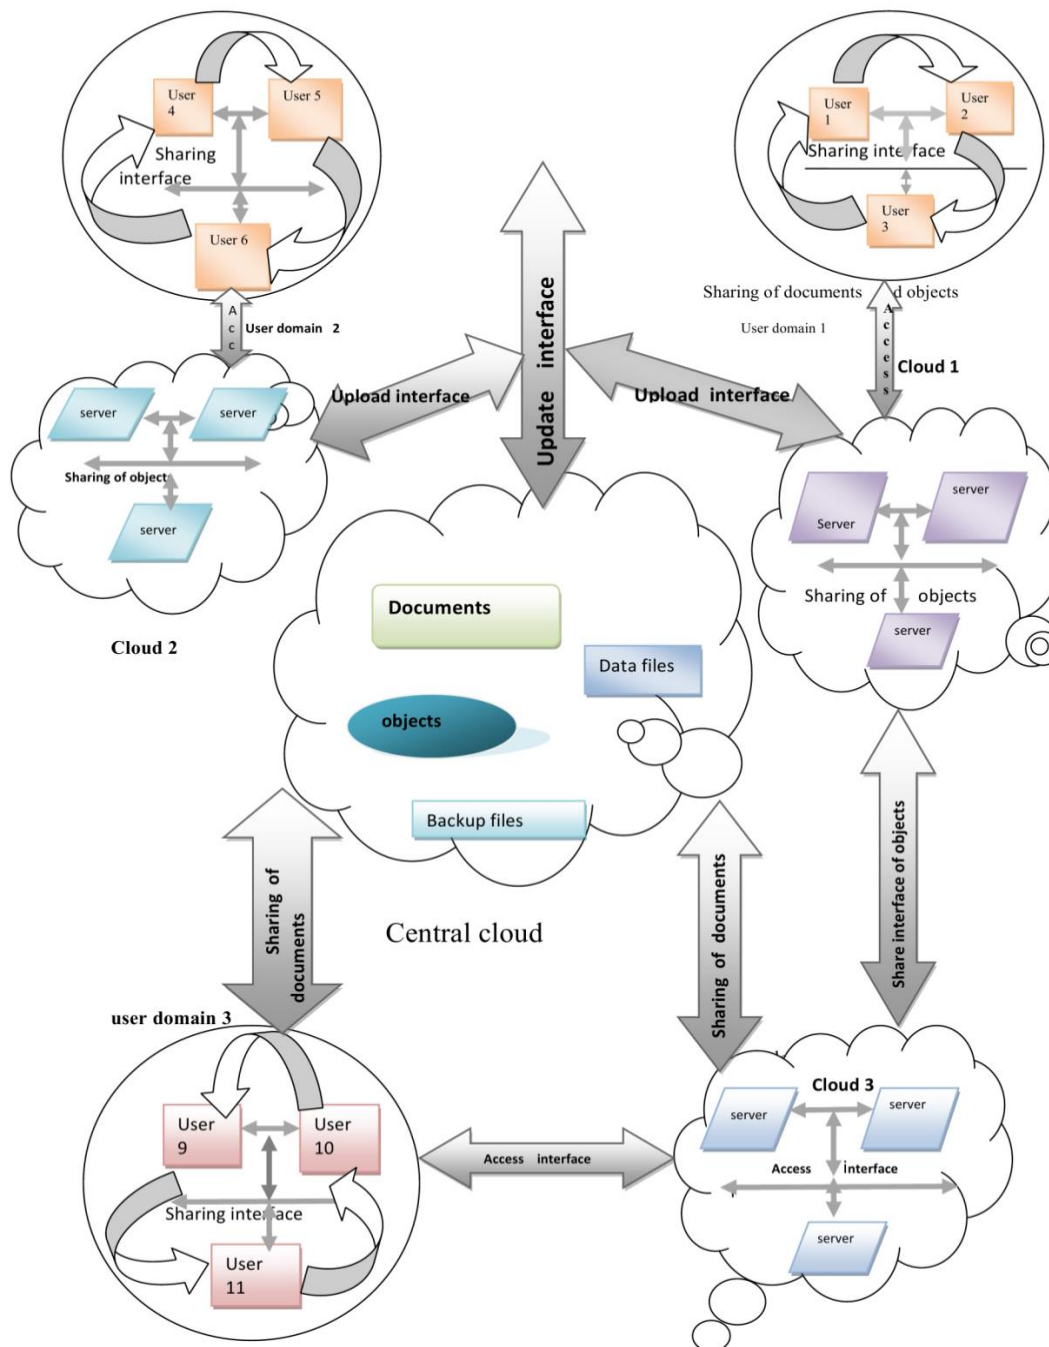 User
4
User 5
Sharing
interface
User 6
A
c
c
User domain 2
User
1
User
2
Sharing interface
User
3
Sharing of documents
d objects
User domain 1
A
c
c
e
s
s
Cloud 1
Update interface
Upload interface
Upload interface
server
server
Sharing of object
server
Cloud 2
Server
server
Sharing of objects
server
Documents
Data files
objects
Backup files
Central cloud
Sharing of
documents
Sharing of documents
Share interface of objects
user domain 3
User
9
User
10
Sharing interface
User
11
Access interface
Cloud 3
server
server
Access interface
server